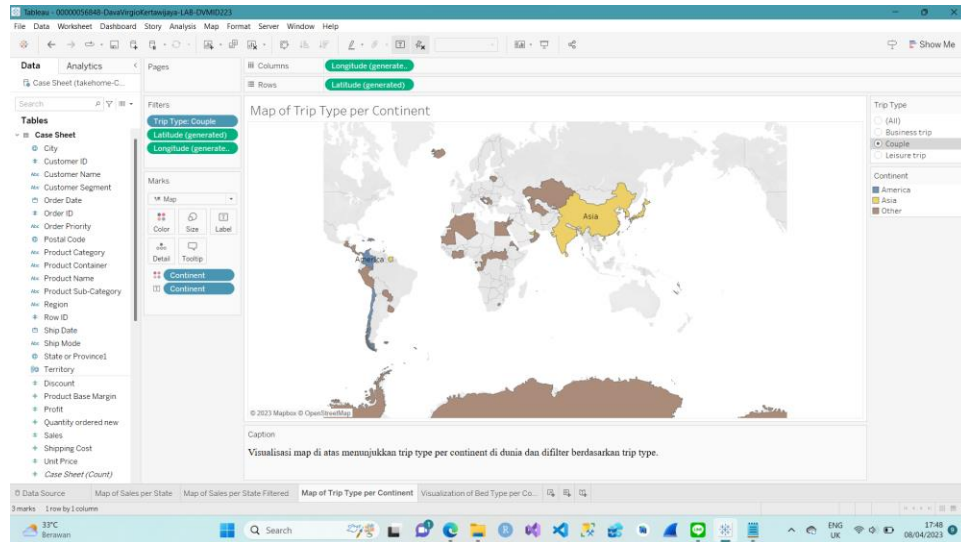 Tableau - 00000056848-DavaVirgioKertawijaya-LAB-DVMID223
File Data Worksheet Dashboard Story Analysis Map Format Server Window Help
Show Me
Data Analytics
Pages
Columns Longitude (generate..
Case Sheet (takehome-C...
Rows Latitude (generated)
Search
Filters
Map of Trip Type per Continent
Trip Type
Tables
Trip Type: Couple
(All)
Case Sheet
Latitude (generated)
Business trip
City
Longitude (generate..
Couple
Customer ID
Leisure trip
Customer Name
Customer Segment
Marks
Continent
Order Date
Map
America
Order ID
Asia
Order Priority
Color Size Label
Other
Postal Code
Product Category
Detail Tooltip
Product Container
Continent
Product Name
Continent
Product Sub-Category
Region
Row ID
Ship Date
Ship Mode
State or Province1
Territory
Discount
Product Base Margin
Profit
Quantity ordered new
Sales
Shipping Cost
Unit Price
Case Sheet (Count)
Asia
America
© 2023 Mapbox © OpenStreetMap
Caption
Visualisasi map di atas menunjukkan trip type per continent di dunia dan difilter berdasarkan trip type.
Data Source Map of Sales per State Map of Sales per State Filtered Map of Trip Type per Continent Visualization of Bed Type per Co...
3 marks 1 row by 1 column
33°C
Berawan
Search
ENG
UK
17:48
08/04/2023